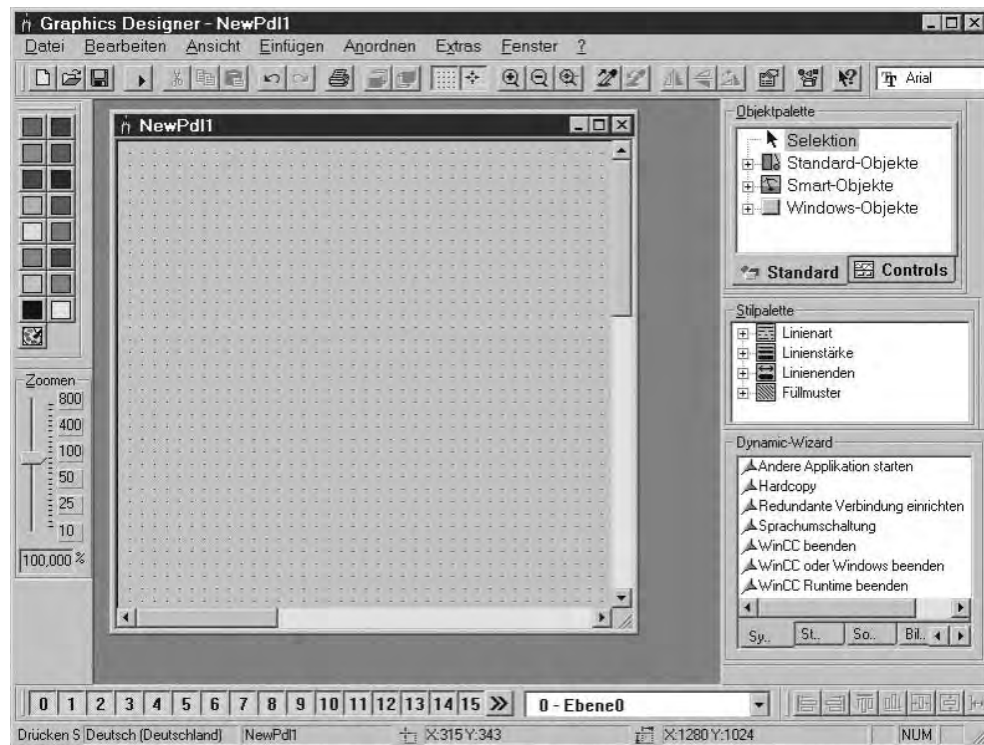 Graphics Designer - NewPdl1
Datei Bearbeiten Ansicht Einfügen Anordnen Extras Fenster ?
Arial
NewPdl1
Objektpalette
Selektion
Standard-Objekte
Smart-Objekte
Windows-Objekte
Standard Controls
Stilpalette
Linienart
Linienstärke
Linienenden
Füllmuster
Zoomen
800
400
100
50
25
10
100,000 %
Dynamic-Wizard
Andere Applikation starten
Hardcopy
Redundante Verbindung einrichten
Sprachumschaltung
WinCC beenden
WinCC oder Windows beenden
WinCC Runtime beenden
Sy.. St.. So.. Bil..
0 1 2 3 4 5 6 7 8 9 10 11 12 13 14 15 0 - Ebene0
Drücken S Deutsch (Deutschland) NewPdl1 X:315 Y:343 X:1280 Y:1024 NUM